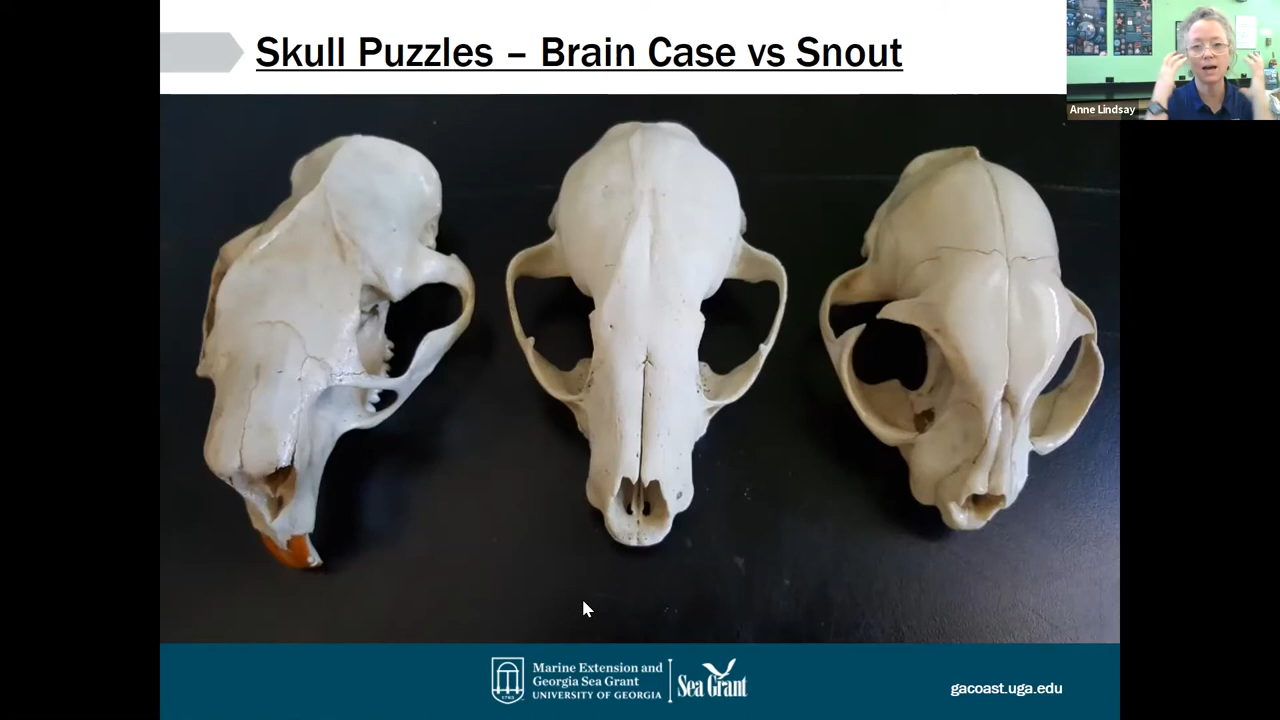 Skull Puzzles – Brain Case vs Snout
Anne Lindsay
Marine Extension and
Georgia Sea Grant
UNIVERSITY OF GEORGIA
Sea Grant
gacoast.uga.edu